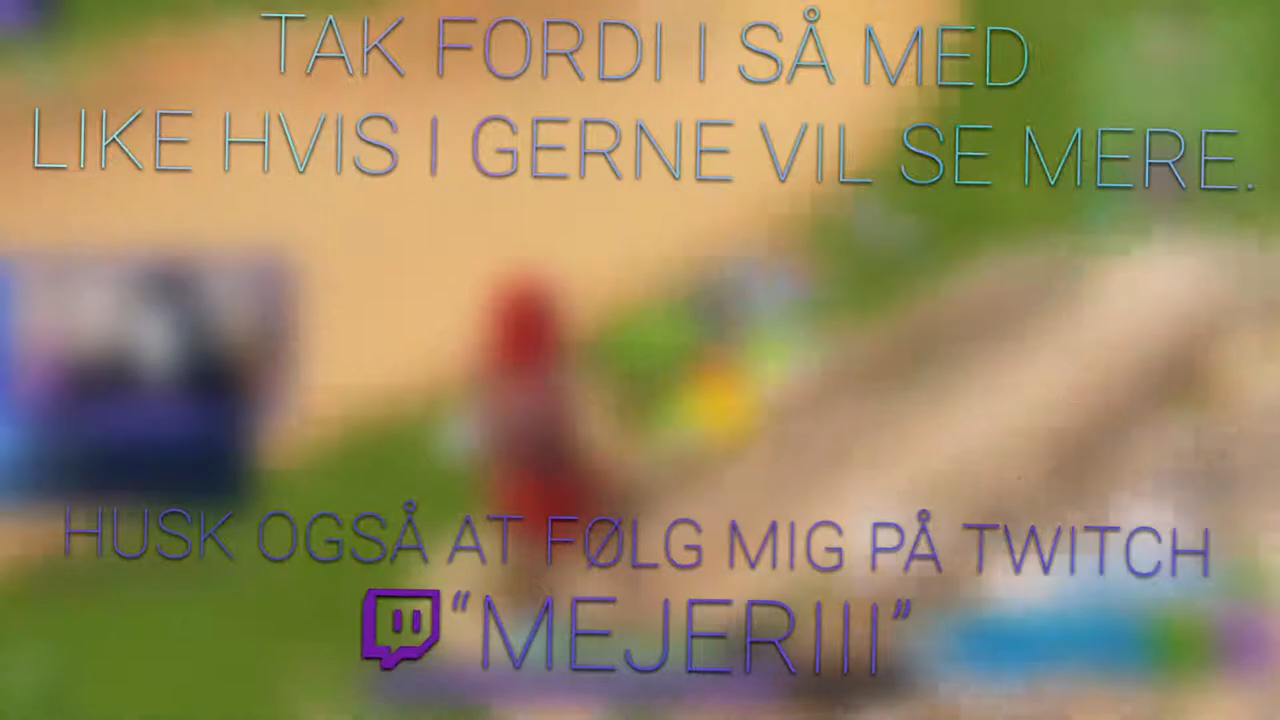 TAK FORDI I SÅ MED
LIKE HVIS I GERNE VIL SE MERE.
HUSK OGSÅ AT FØLG MIG PÅ TWITCH
“MEJERIII”